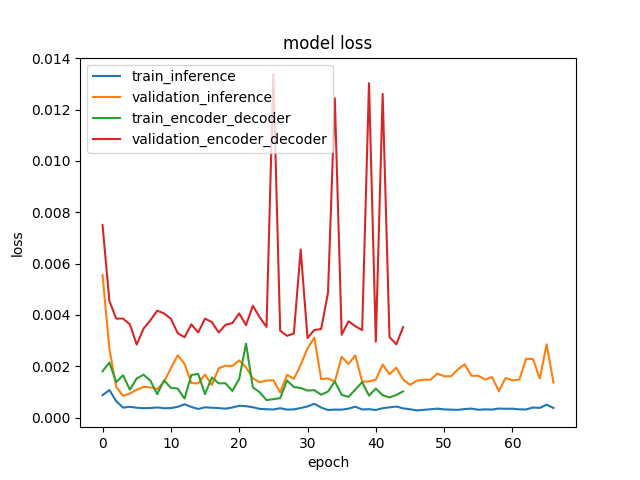 model loss
0.014
0.012
0.010
0.008
0.006
0.004
0.002
0.000
loss
train_inference
validation_inference
train_encoder_decoder
validation_encoder_decoder
0 10 20 30 40 50 60
epoch